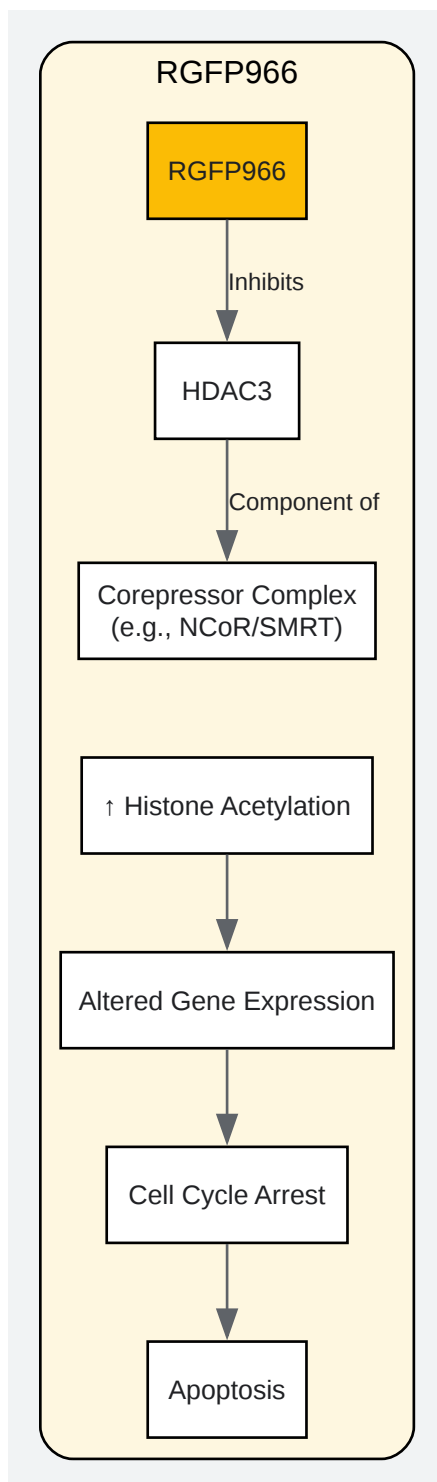 RGFP966
RGFP966
Inhibits
HDAC3
Component of
Corepressor Complex
(e.g., NCoR/SMRT)
↑ Histone Acetylation
Altered Gene Expression
Cell Cycle Arrest
Apoptosis